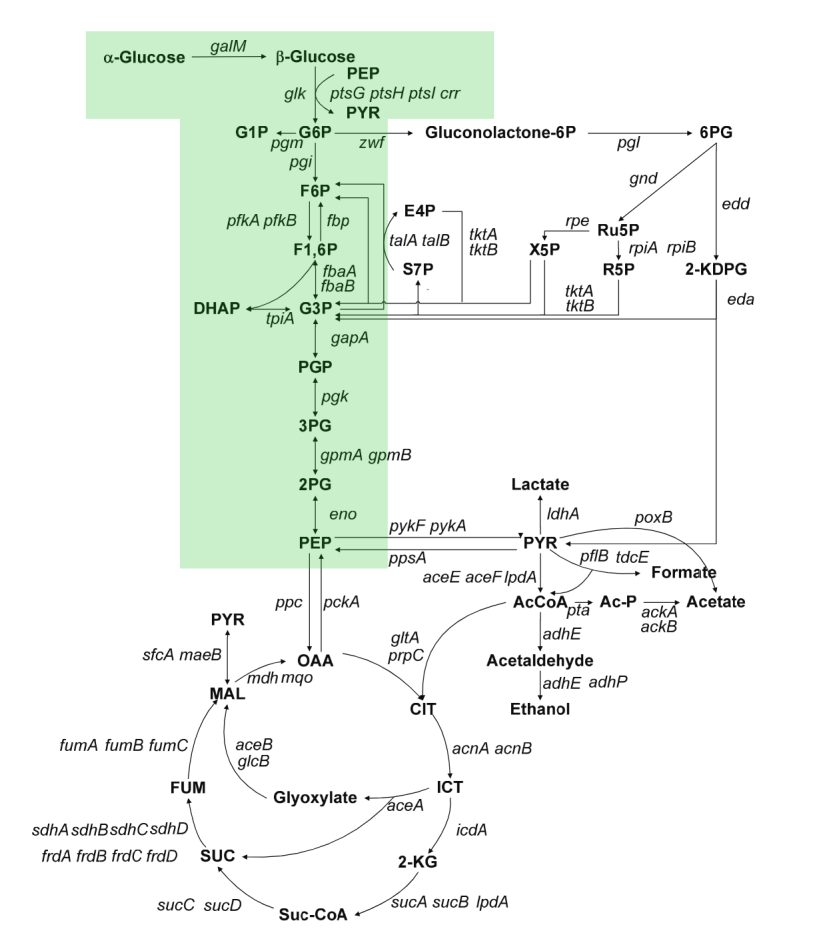 galM
α-Glucose β-Glucose
PEP
glk ptsG ptsH ptsI crr
PYR
G1P G6P Gluconolactone-6P 6PG
pgm zwf pgl
pgi
gnd
F6P
edd
E4P
rpe Ru5P
pfkA pfkB fbp talA talB tktA
tktB
F1,6P X5P rpiA rpiB
fbaA S7P R5P 2-KDPG
fbaB
tktA eda
DHAP G3P tktB
tpiA
gapA
PGP
pgk
3PG
gpmA gpmB
2PG Lactate
eno ldhA poxB
pykF pykA
PEP PYR
ppsA pflB tdcE
aceE aceF lpdA Formate
ppc pckA AcCoA Ac-P Acetate
pta ackA
ackB
PYR gltA adhE
sfcA maeB prpC
OAA Acetaldehyde
mdh mqo adhE adhP
MAL CIT Ethanol
fumA fumB fumC aceB acnA acnB
glcB
FUM ICT
Glyoxylate aceA
sdhA sdhB sdhC sdhD icdA
frdA frdB frdC frdD SUC 2-KG
sucC sucD sucA sucB lpdA
Suc-CoA